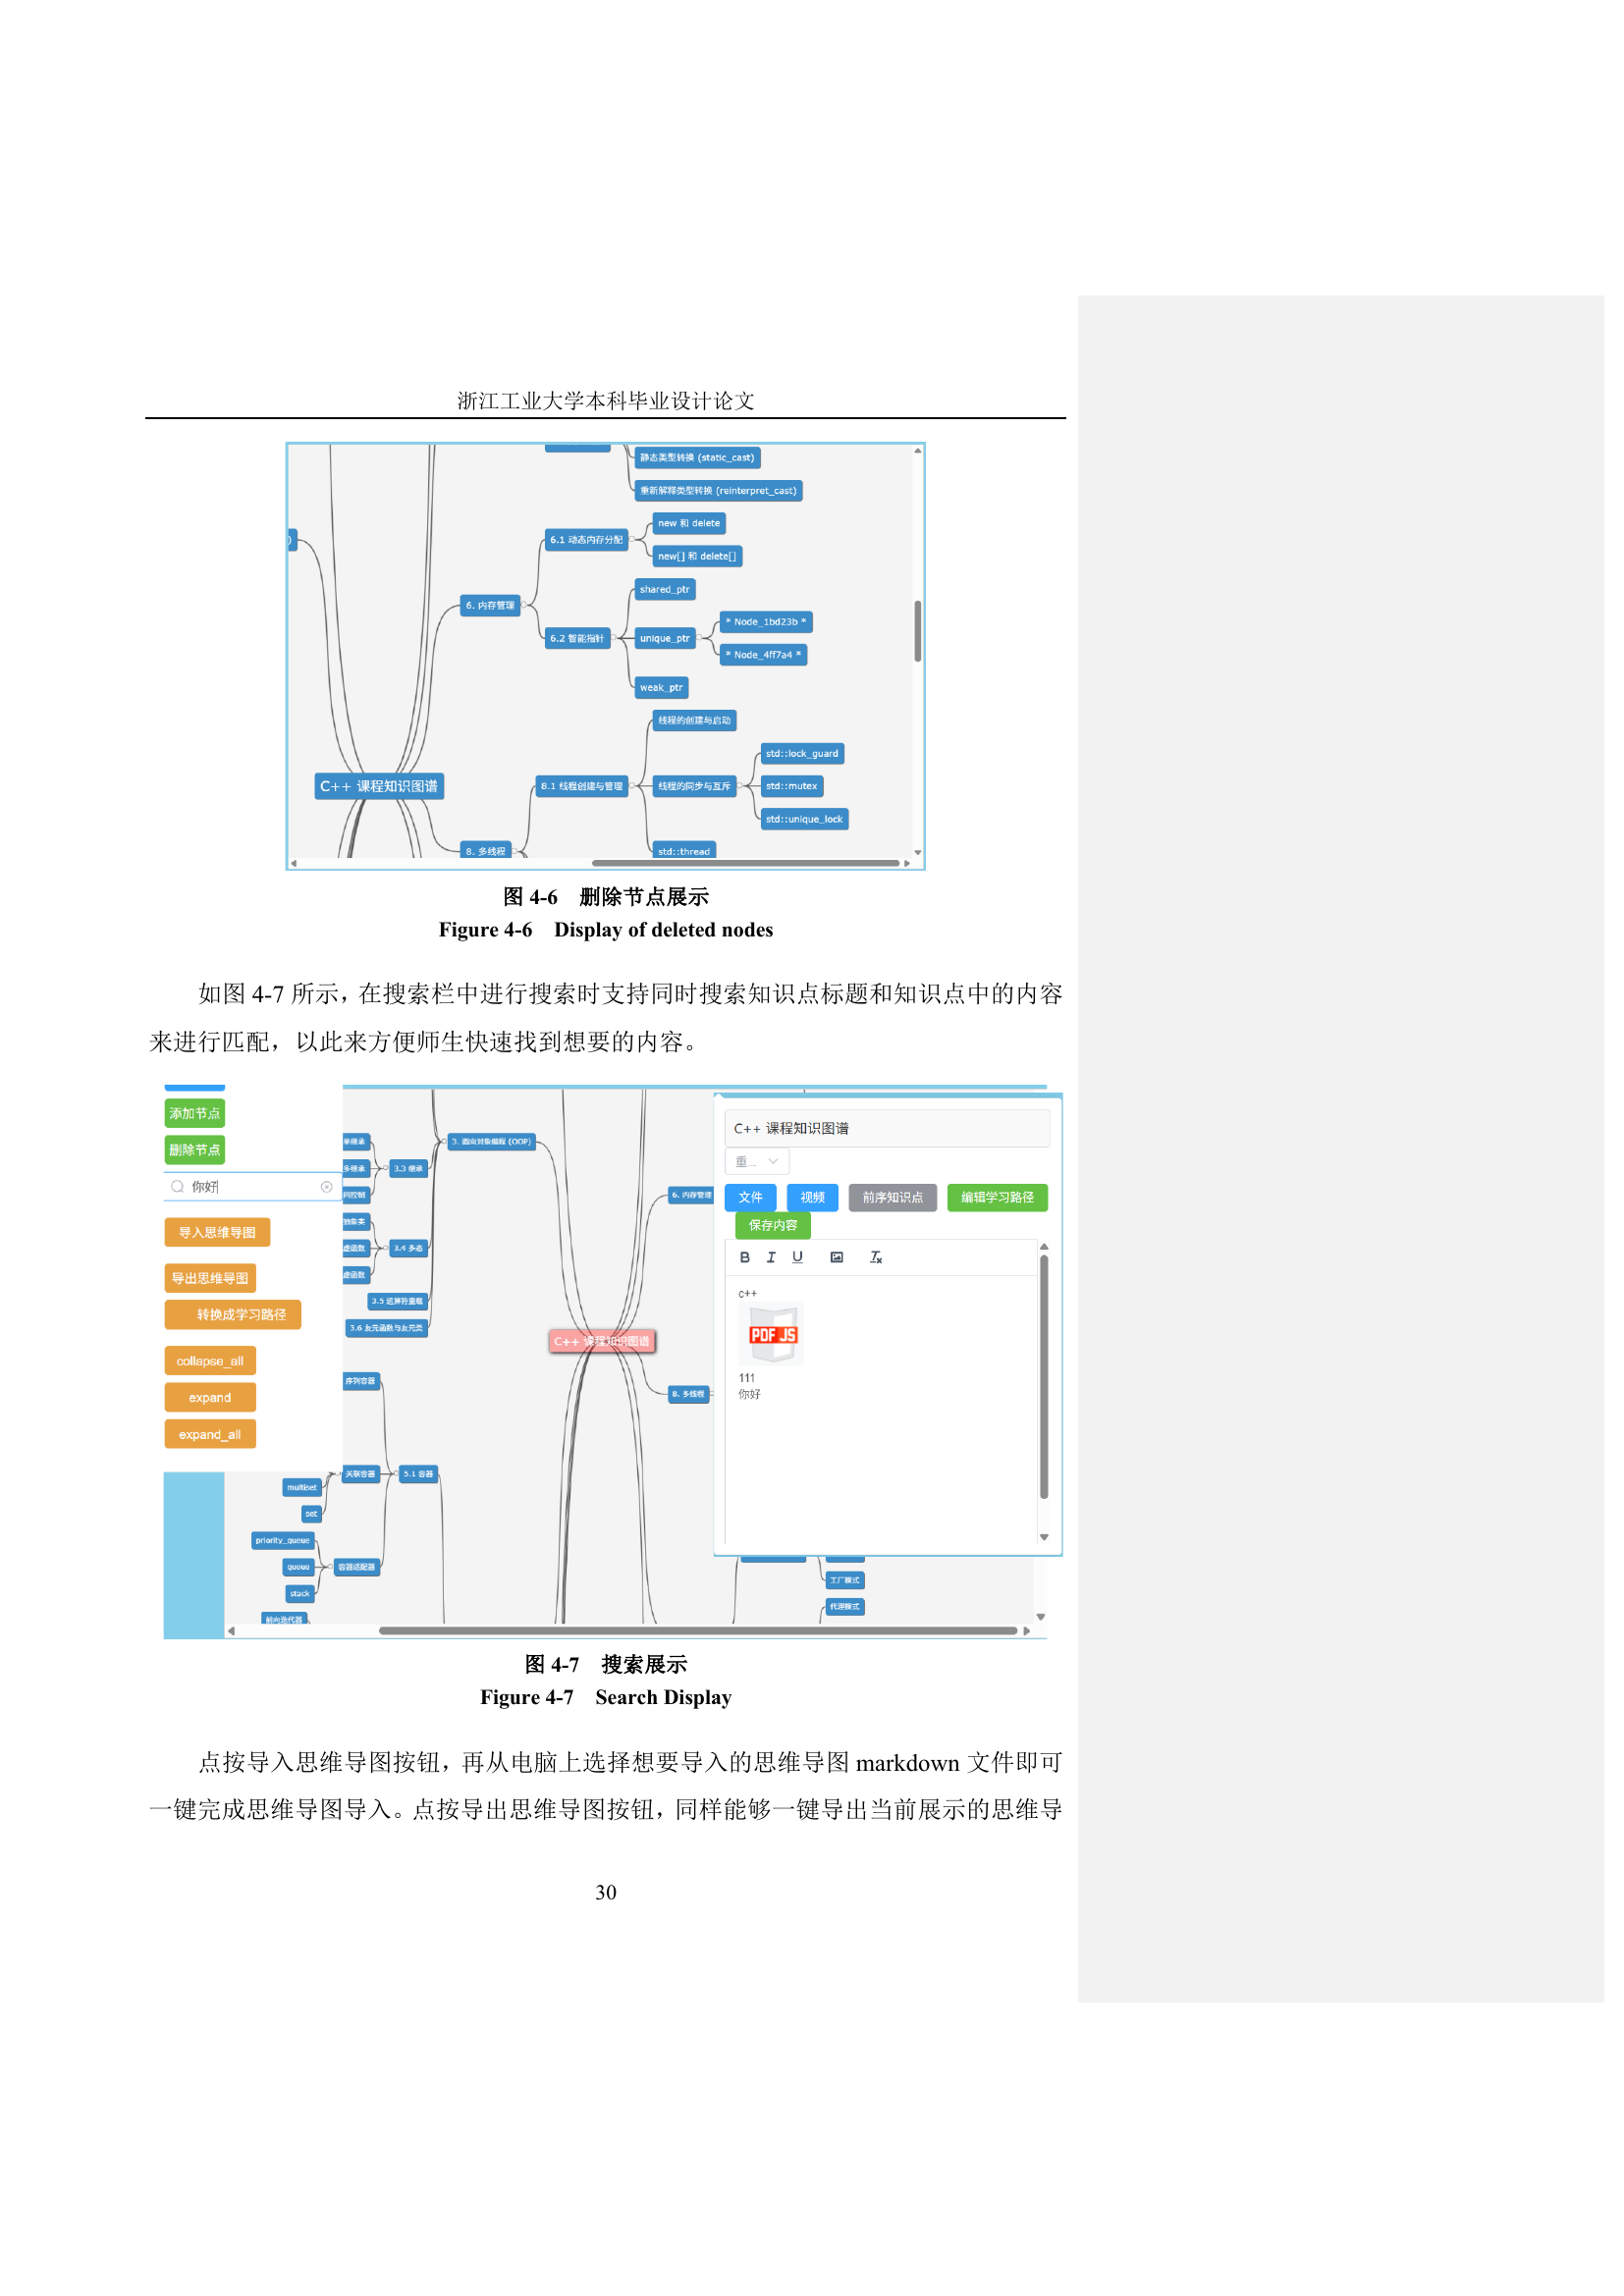 浙江工业大学本科毕业设计论文
静态类型转换 (static_cast)
重新解释类型转换 (reinterpret_cast)
new 和 delete
6.1 动态内存分配
new[] 和 delete[]
shared_ptr
6. 内存管理
* Node_1bd23b *
6.2 智能指针
unique_ptr
* Node_4ff7a4 *
weak_ptr
线程的创建与启动
std::lock_guard
C++ 课程知识图谱
8.1 线程创建与管理
线程的同步与互斥
std::mutex
std::unique_lock
8. 多线程
std::thread
图 4-6 删除节点展示
Figure 4-6 Display of deleted nodes
如图 4-7 所示，在搜索栏中进行搜索时支持同时搜索知识点标题和知识点中的内容
来进行匹配，以此来方便师生快速找到想要的内容。
添加节点
删除节点
你好
导入思维导图
导出思维导图
转换成学习路径
collapse_all
expand
expand_all
3. 面向对象编程 (OOP)
3.3 继承
多继承
3.4 多态
虚函数
3.5 运算符重载
3.6 友元函数与友元类
C++ 课程知识图谱
6. 内存管理
8. 多线程
序列容器
关联容器
5.1 容器
multiset
set
priority_queue
queue
容器适配器
stack
前向迭代器
C++ 课程知识图谱
重...
文件
视频
前序知识点
编辑学习路径
保存内容
B I U
c++
PDF JS
111
你好
工厂模式
代理模式
图 4-7 搜索展示
Figure 4-7 Search Display
点按导入思维导图按钮，再从电脑上选择想要导入的思维导图 markdown 文件即可
一键完成思维导图导入。点按导出思维导图按钮，同样能够一键导出当前展示的思维导
30